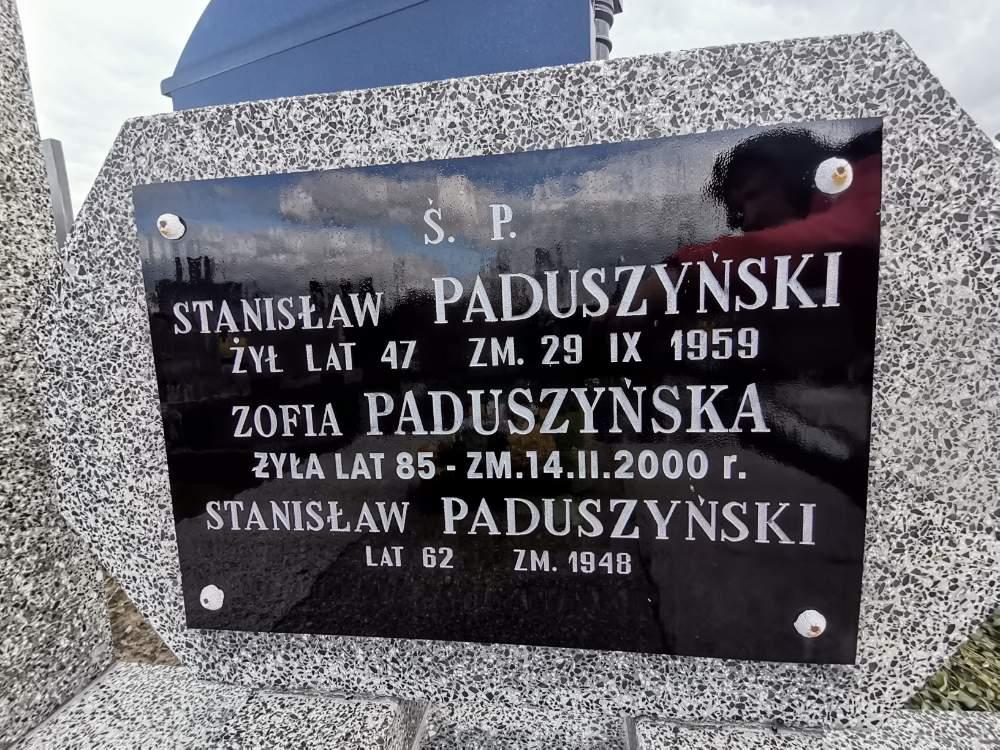 Ś. P.
STANISŁAW PADUSZYŃSKI
ŻYŁ LAT 47 ZM. 29 IX 1959
ZOFIA PADUSZYŃSKA
ŻYŁA LAT 85 - ZM.14.II.2000 r.
STANISŁAW PADUSZYŃSKI
LAT 62 ZM. 1948